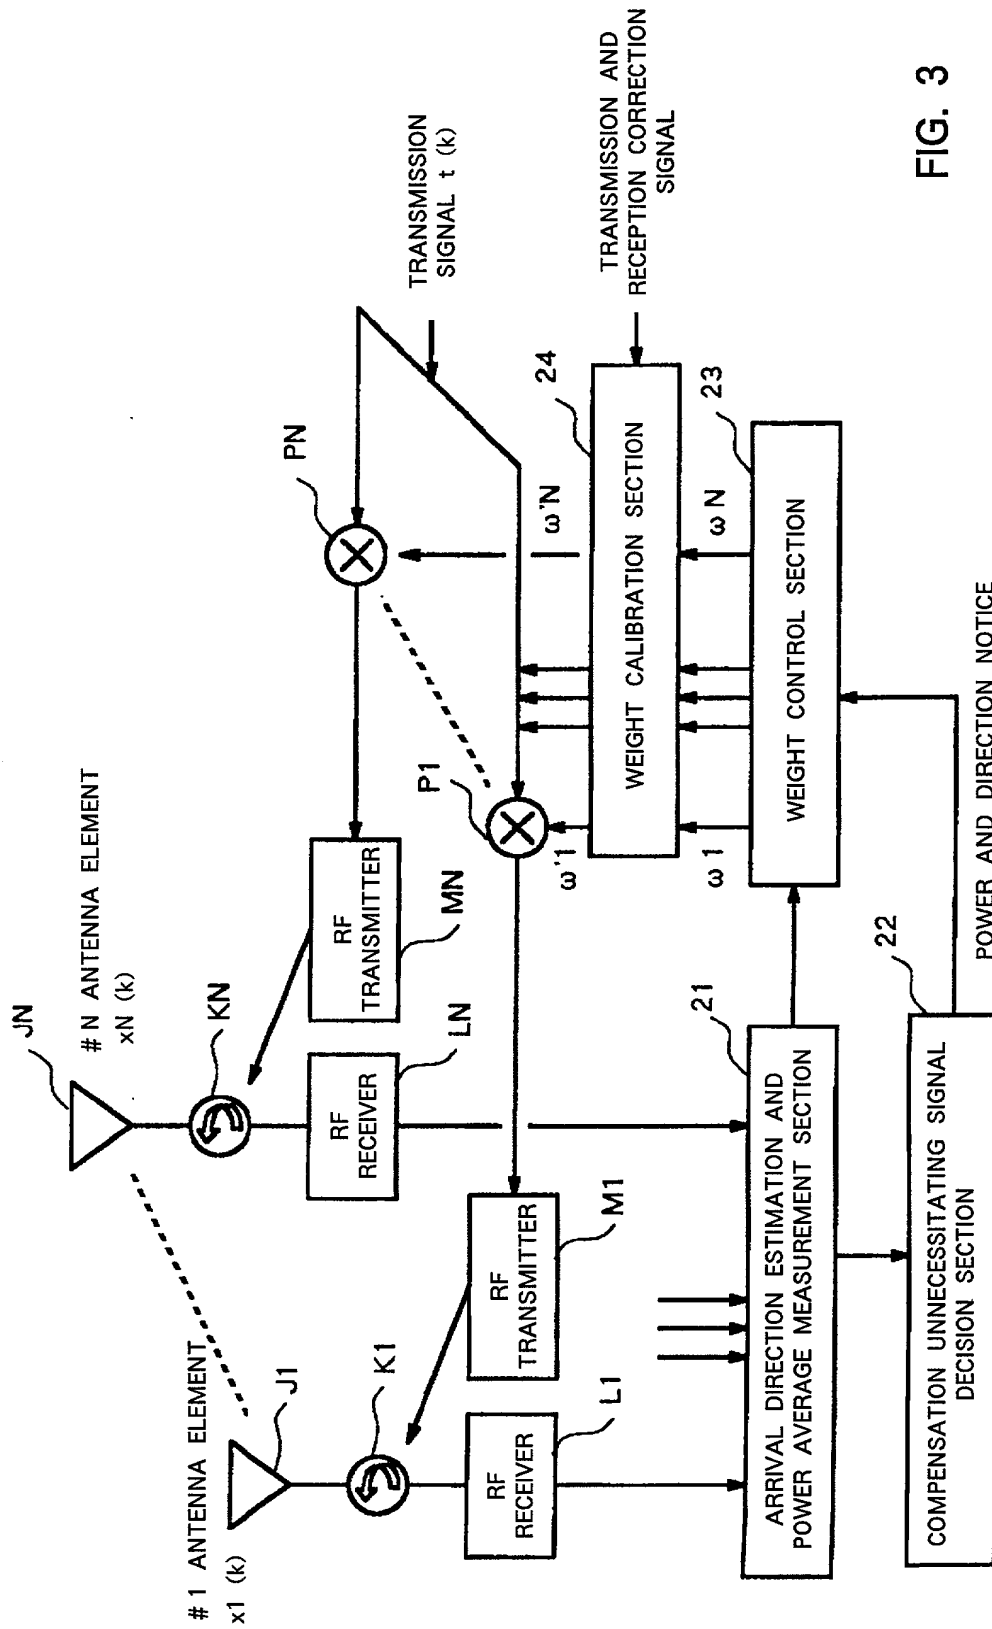 # N ANTENNA ELEMENT
xN (k)
JN
KN
RF
TRANSMITTER
MN
RF
RECEIVER
LN
PN
TRANSMISSION
SIGNAL t (k)
# 1 ANTENNA ELEMENT
x1 (k)
J1
K1
RF
TRANSMITTER
M1
RF
RECEIVER
L1
P1
ω'1
ω'N
24
WEIGHT CALIBRATION SECTION
TRANSMISSION AND
RECEPTION CORRECTION
SIGNAL
ω1
ωN
23
WEIGHT CONTROL SECTION
21
ARRIVAL DIRECTION ESTIMATION AND
POWER AVERAGE MEASUREMENT SECTION
22
COMPENSATION UNNECESSITATING SIGNAL
DECISION SECTION
POWER AND DIRECTION NOTICE
FIG. 3